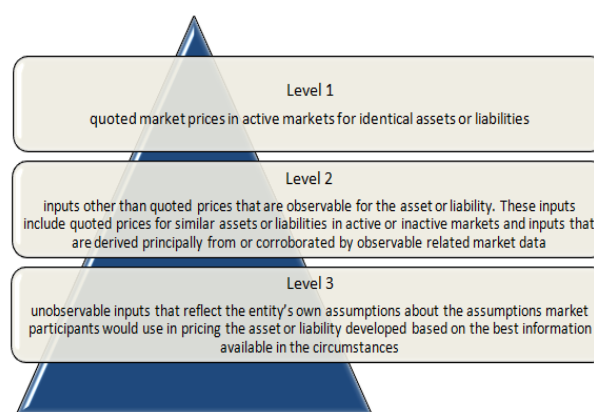 Level 1
quoted market prices in active markets for identical assets or liabilities
Level 2
inputs other than quoted prices that are observable for the asset or liability. These inputs
include quoted prices for similar assets or liabilities in active or inactive markets and inputs that
are derived principally from or corroborated by observable related market data
Level 3
unobservable inputs that reflect the entity's own assumptions about the assumptions market
participants would use in pricing the asset or liability developed based on the best information
available in the circumstances